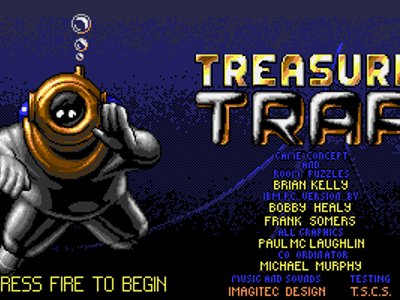 TREASURE
TRAP
GAME CONCEPT
AND
ROOM PUZZLES
BRIAN KELLY
IBM P.C. VERSION BY
BOBBY HEALY
FRANK SOMERS
ALL GRAPHICS
PAUL MC LAUGHLIN
CO ORDINATOR
MICHAEL MURPHY
MUSIC AND SOUNDS TESTING
IMAGITEC DESIGN T.S.C.S.
RESS FIRE TO BEGIN